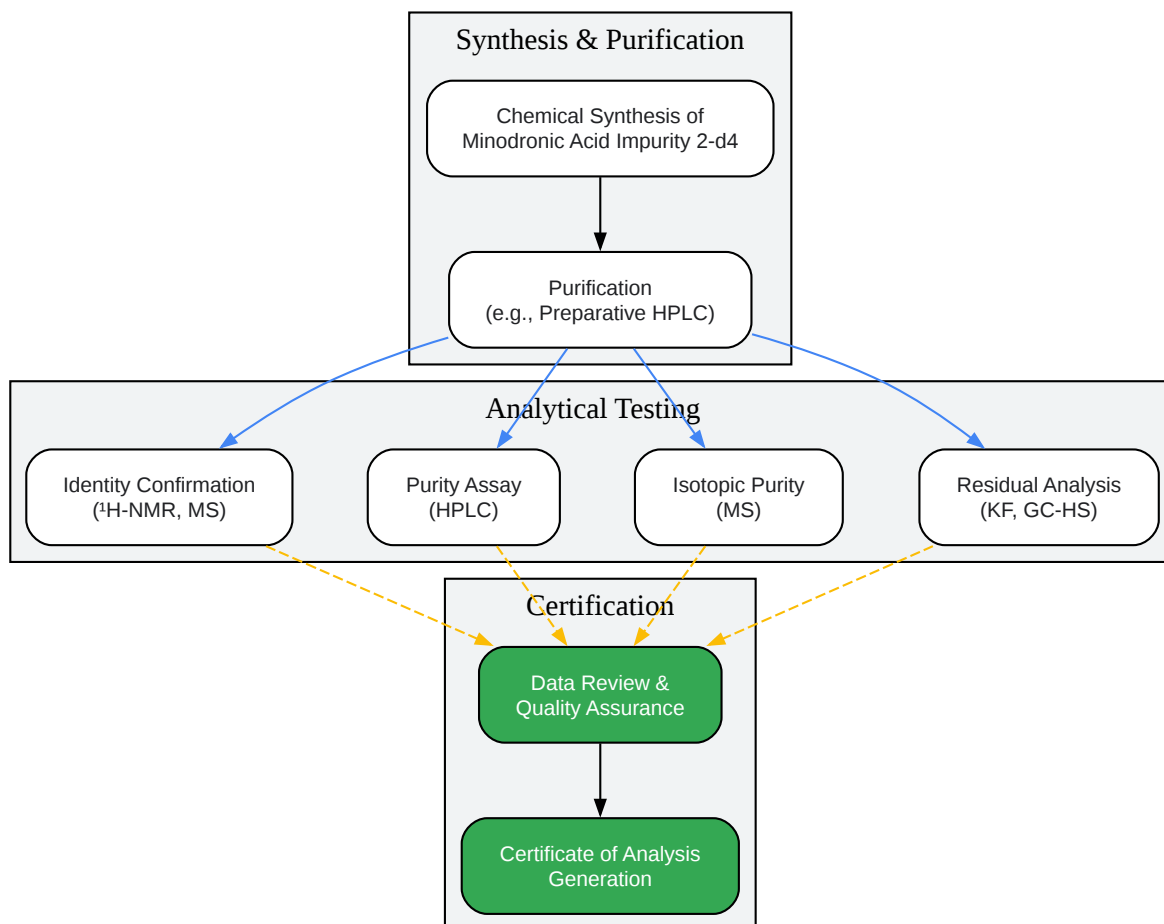 Synthesis & Purification
Chemical Synthesis of
Minodronic Acid Impurity 2-d4
Purification
(e.g., Preparative HPLC)
Analytical Testing
Identity Confirmation
(¹H-NMR, MS)
Purity Assay
(HPLC)
Isotopic Purity
(MS)
Residual Analysis
(KF, GC-HS)
Certification
Data Review &
Quality Assurance
Certificate of Analysis
Generation